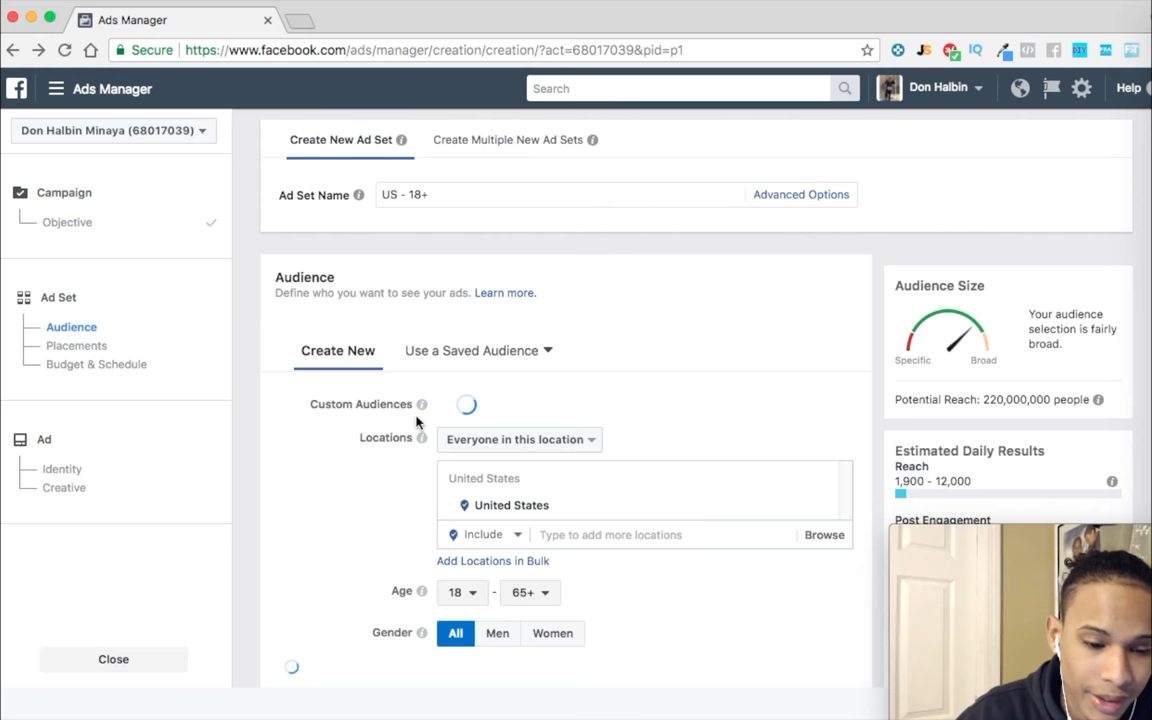 Ads Manager
Secure https://www.facebook.com/ads/manager/creation/creation/?act=68017039&pid=p1
JS IQ DIY
Ads Manager Search Don Halbin Help
Don Halbin Minaya (68017039)
Create New Ad Set Create Multiple New Ad Sets
Ad Set Name US - 18+ Advanced Options
Campaign
Objective
Audience
Define who you want to see your ads. Learn more.
Ad Set
Audience
Placements
Budget & Schedule
Create New Use a Saved Audience
Custom Audiences
Locations Everyone in this location
United States
United States
Include Type to add more locations Browse
Add Locations in Bulk
Age 18 - 65+
Gender All Men Women
Ad
Identity
Creative
Close
Audience Size
Your audience
selection is fairly
broad.
Specific Broad
Potential Reach: 220,000,000 people
Estimated Daily Results
Reach
1,900 - 12,000
Post Engagement